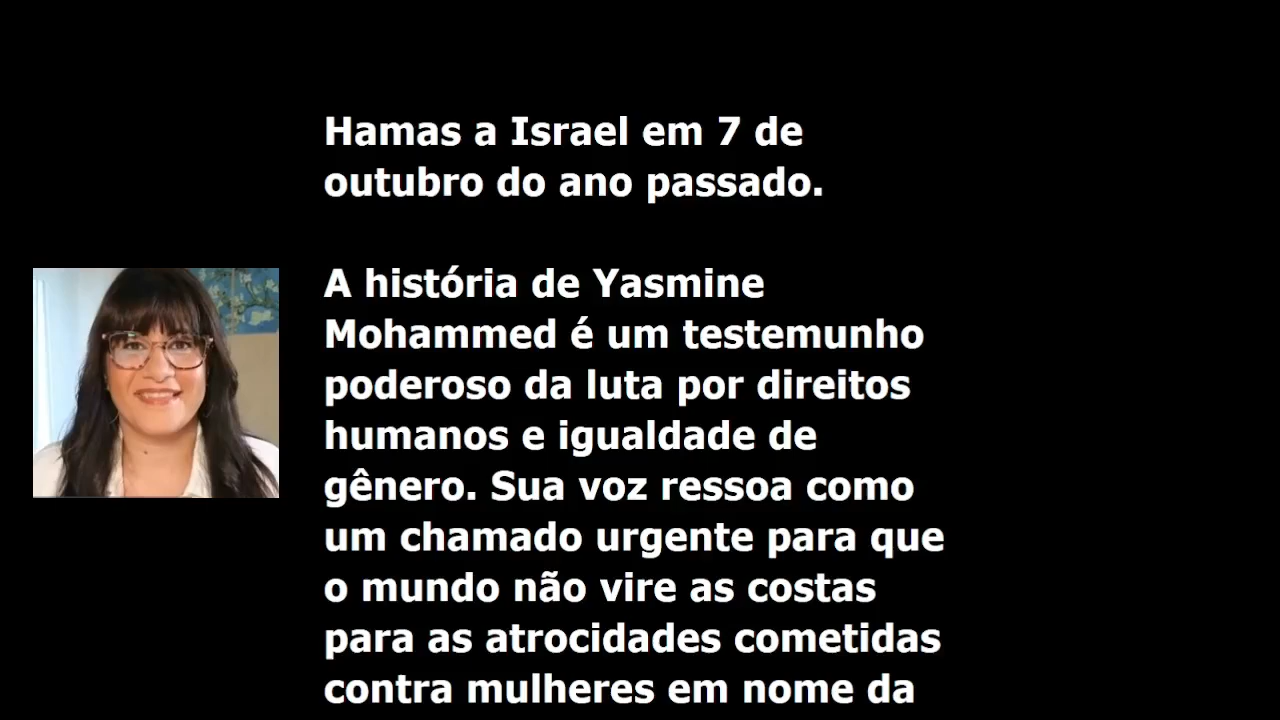 Hamas a Israel em 7 de
outubro do ano passado.
A história de Yasmine
Mohammed é um testemunho
poderoso da luta por direitos
humanos e igualdade de
gênero. Sua voz ressoa como
um chamado urgente para que
o mundo não vire as costas
para as atrocidades cometidas
contra mulheres em nome da